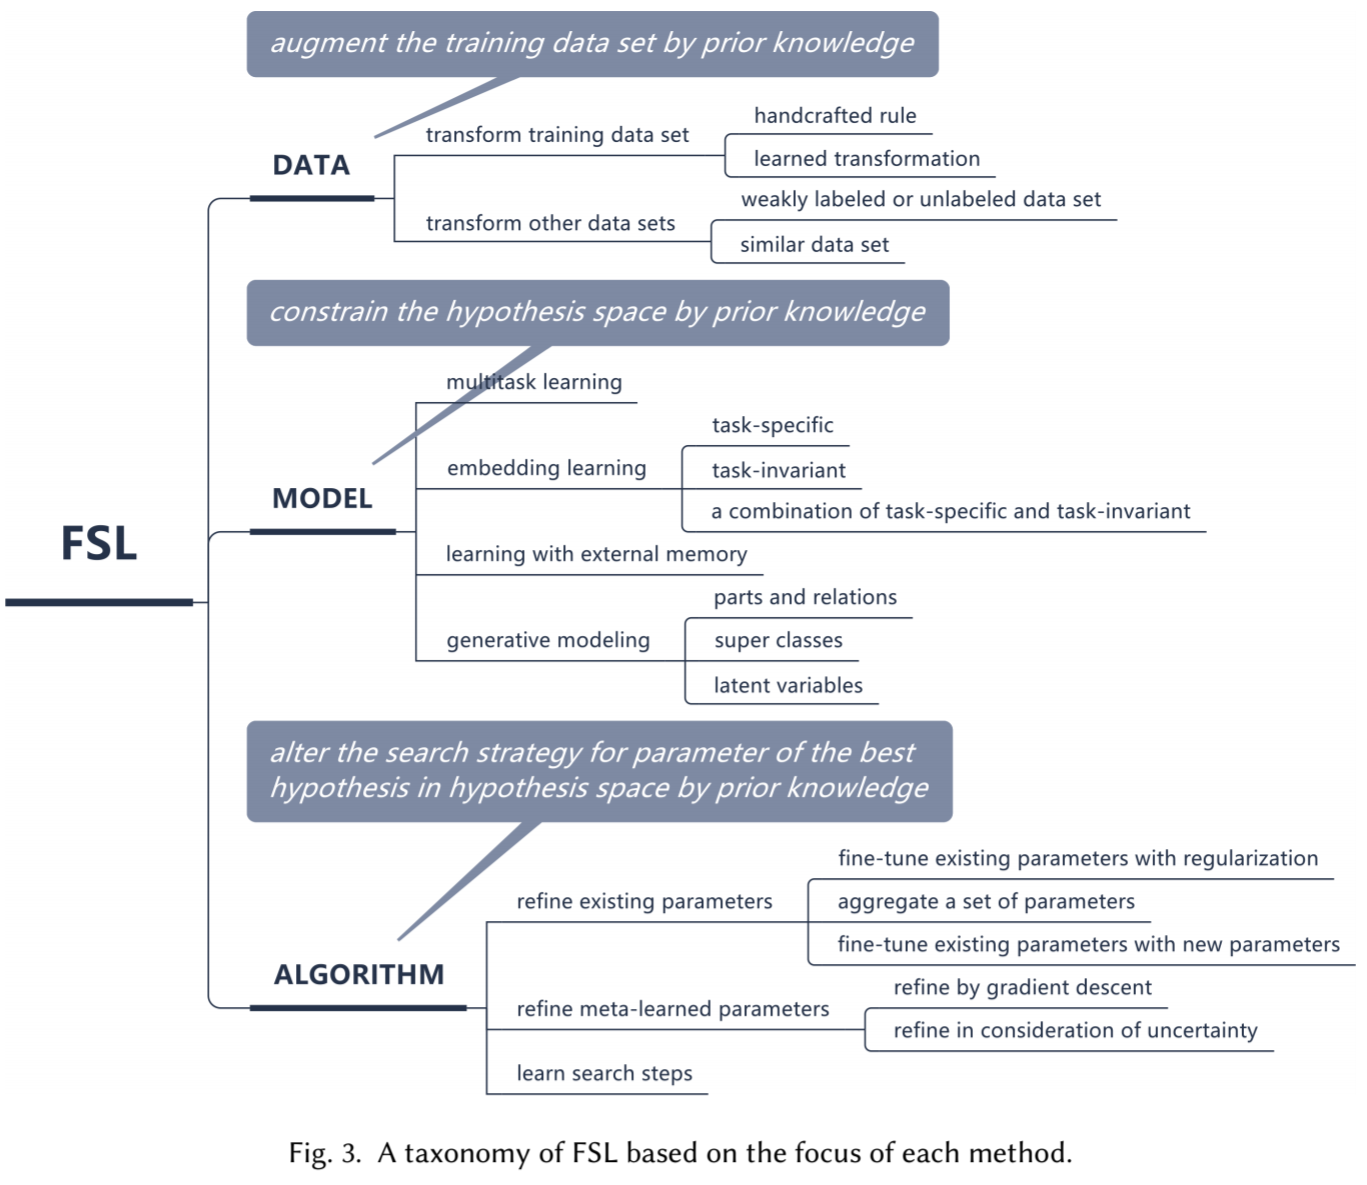 augment the training data set by prior knowledge
handcrafted rule
transform training data set
learned transformation
DATA
weakly labeled or unlabeled data set
transform other data sets
similar data set
constrain the hypothesis space by prior knowledge
multitask learning
task-specific
embedding learning
task-invariant
MODEL
a combination of task-specific and task-invariant
FSL
learning with external memory
parts and relations
generative modeling
super classes
latent variables
alter the search strategy for parameter of the best
hypothesis in hypothesis space by prior knowledge
fine-tune existing parameters with regularization
refine existing parameters
aggregate a set of parameters
fine-tune existing parameters with new parameters
ALGORITHM
refine by gradient descent
refine meta-learned parameters
refine in consideration of uncertainty
learn search steps
Fig. 3. A taxonomy of FSL based on the focus of each method.